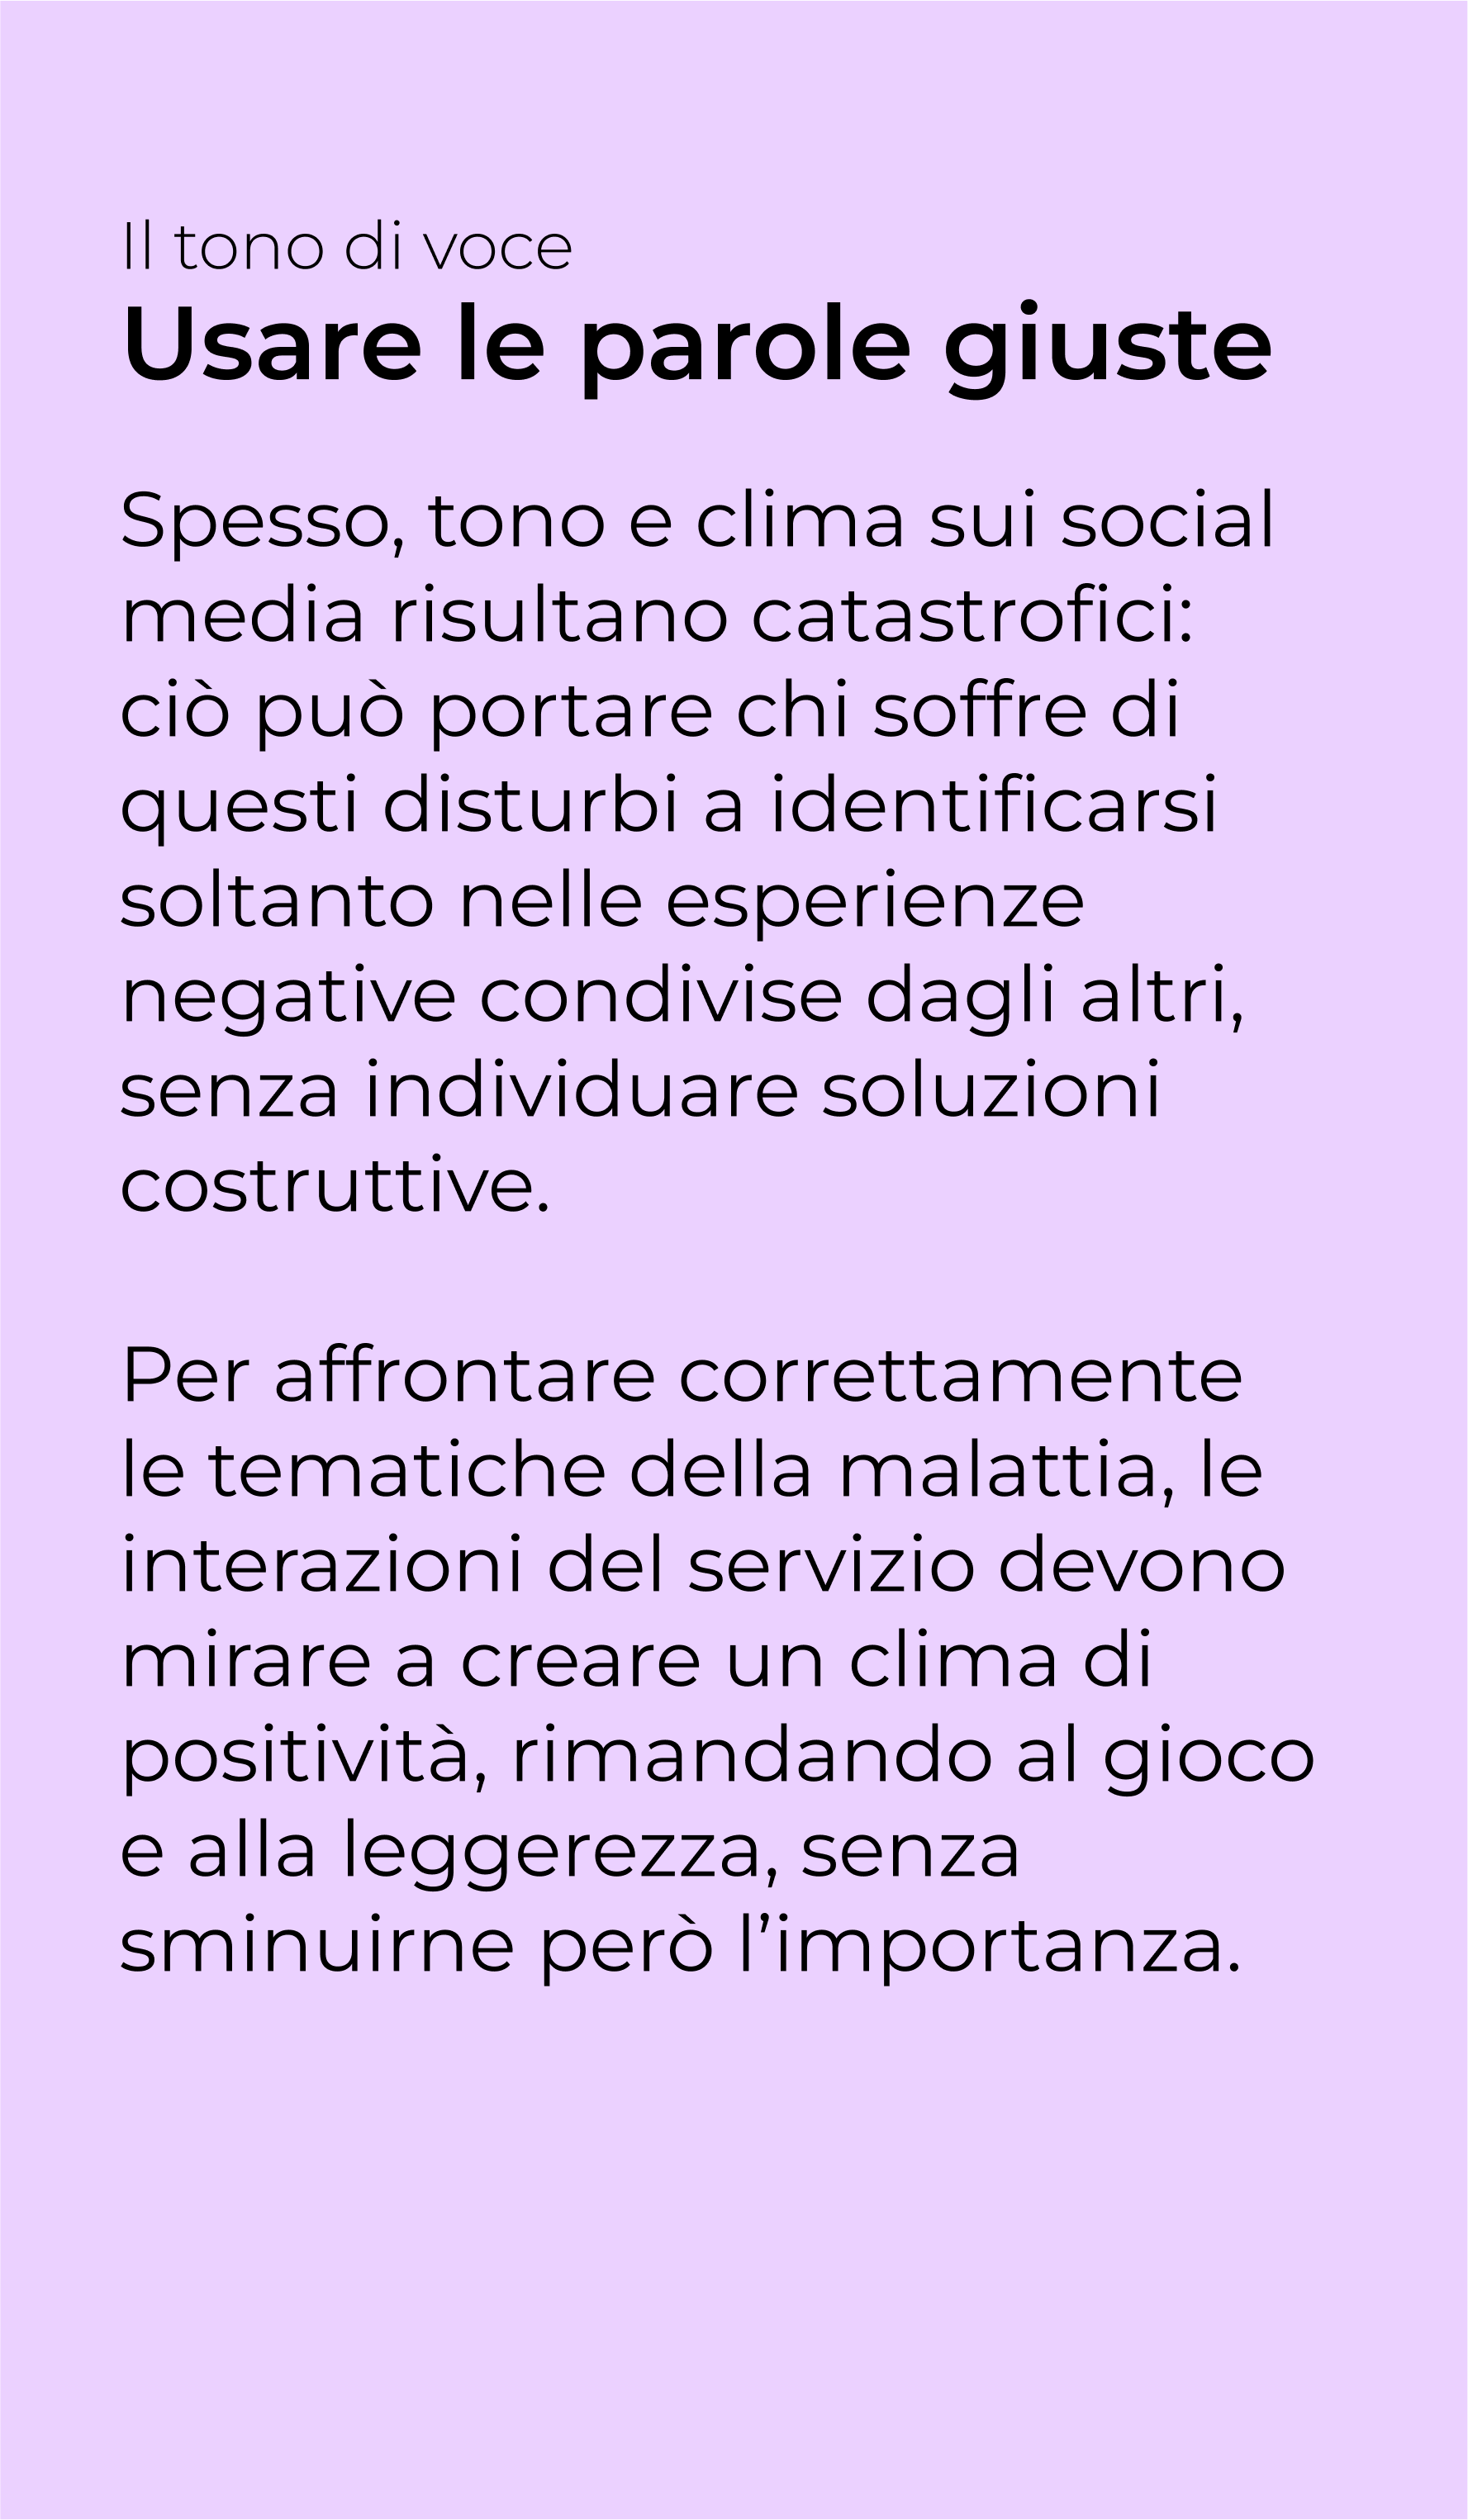 Il tono di voce
Usare le parole giuste
Spesso, tono e clima sui social
media risultano catastrofici:
ciò può portare chi soffre di
questi disturbi a identificarsi
soltanto nelle esperienze
negative condivise dagli altri,
senza individuare soluzioni
costruttive.
Per affrontare correttamente
le tematiche della malattia, le
interazioni del servizio devono
mirare a creare un clima di
positività, rimandando al gioco
e alla leggerezza, senza
sminuirne però l’importanza.